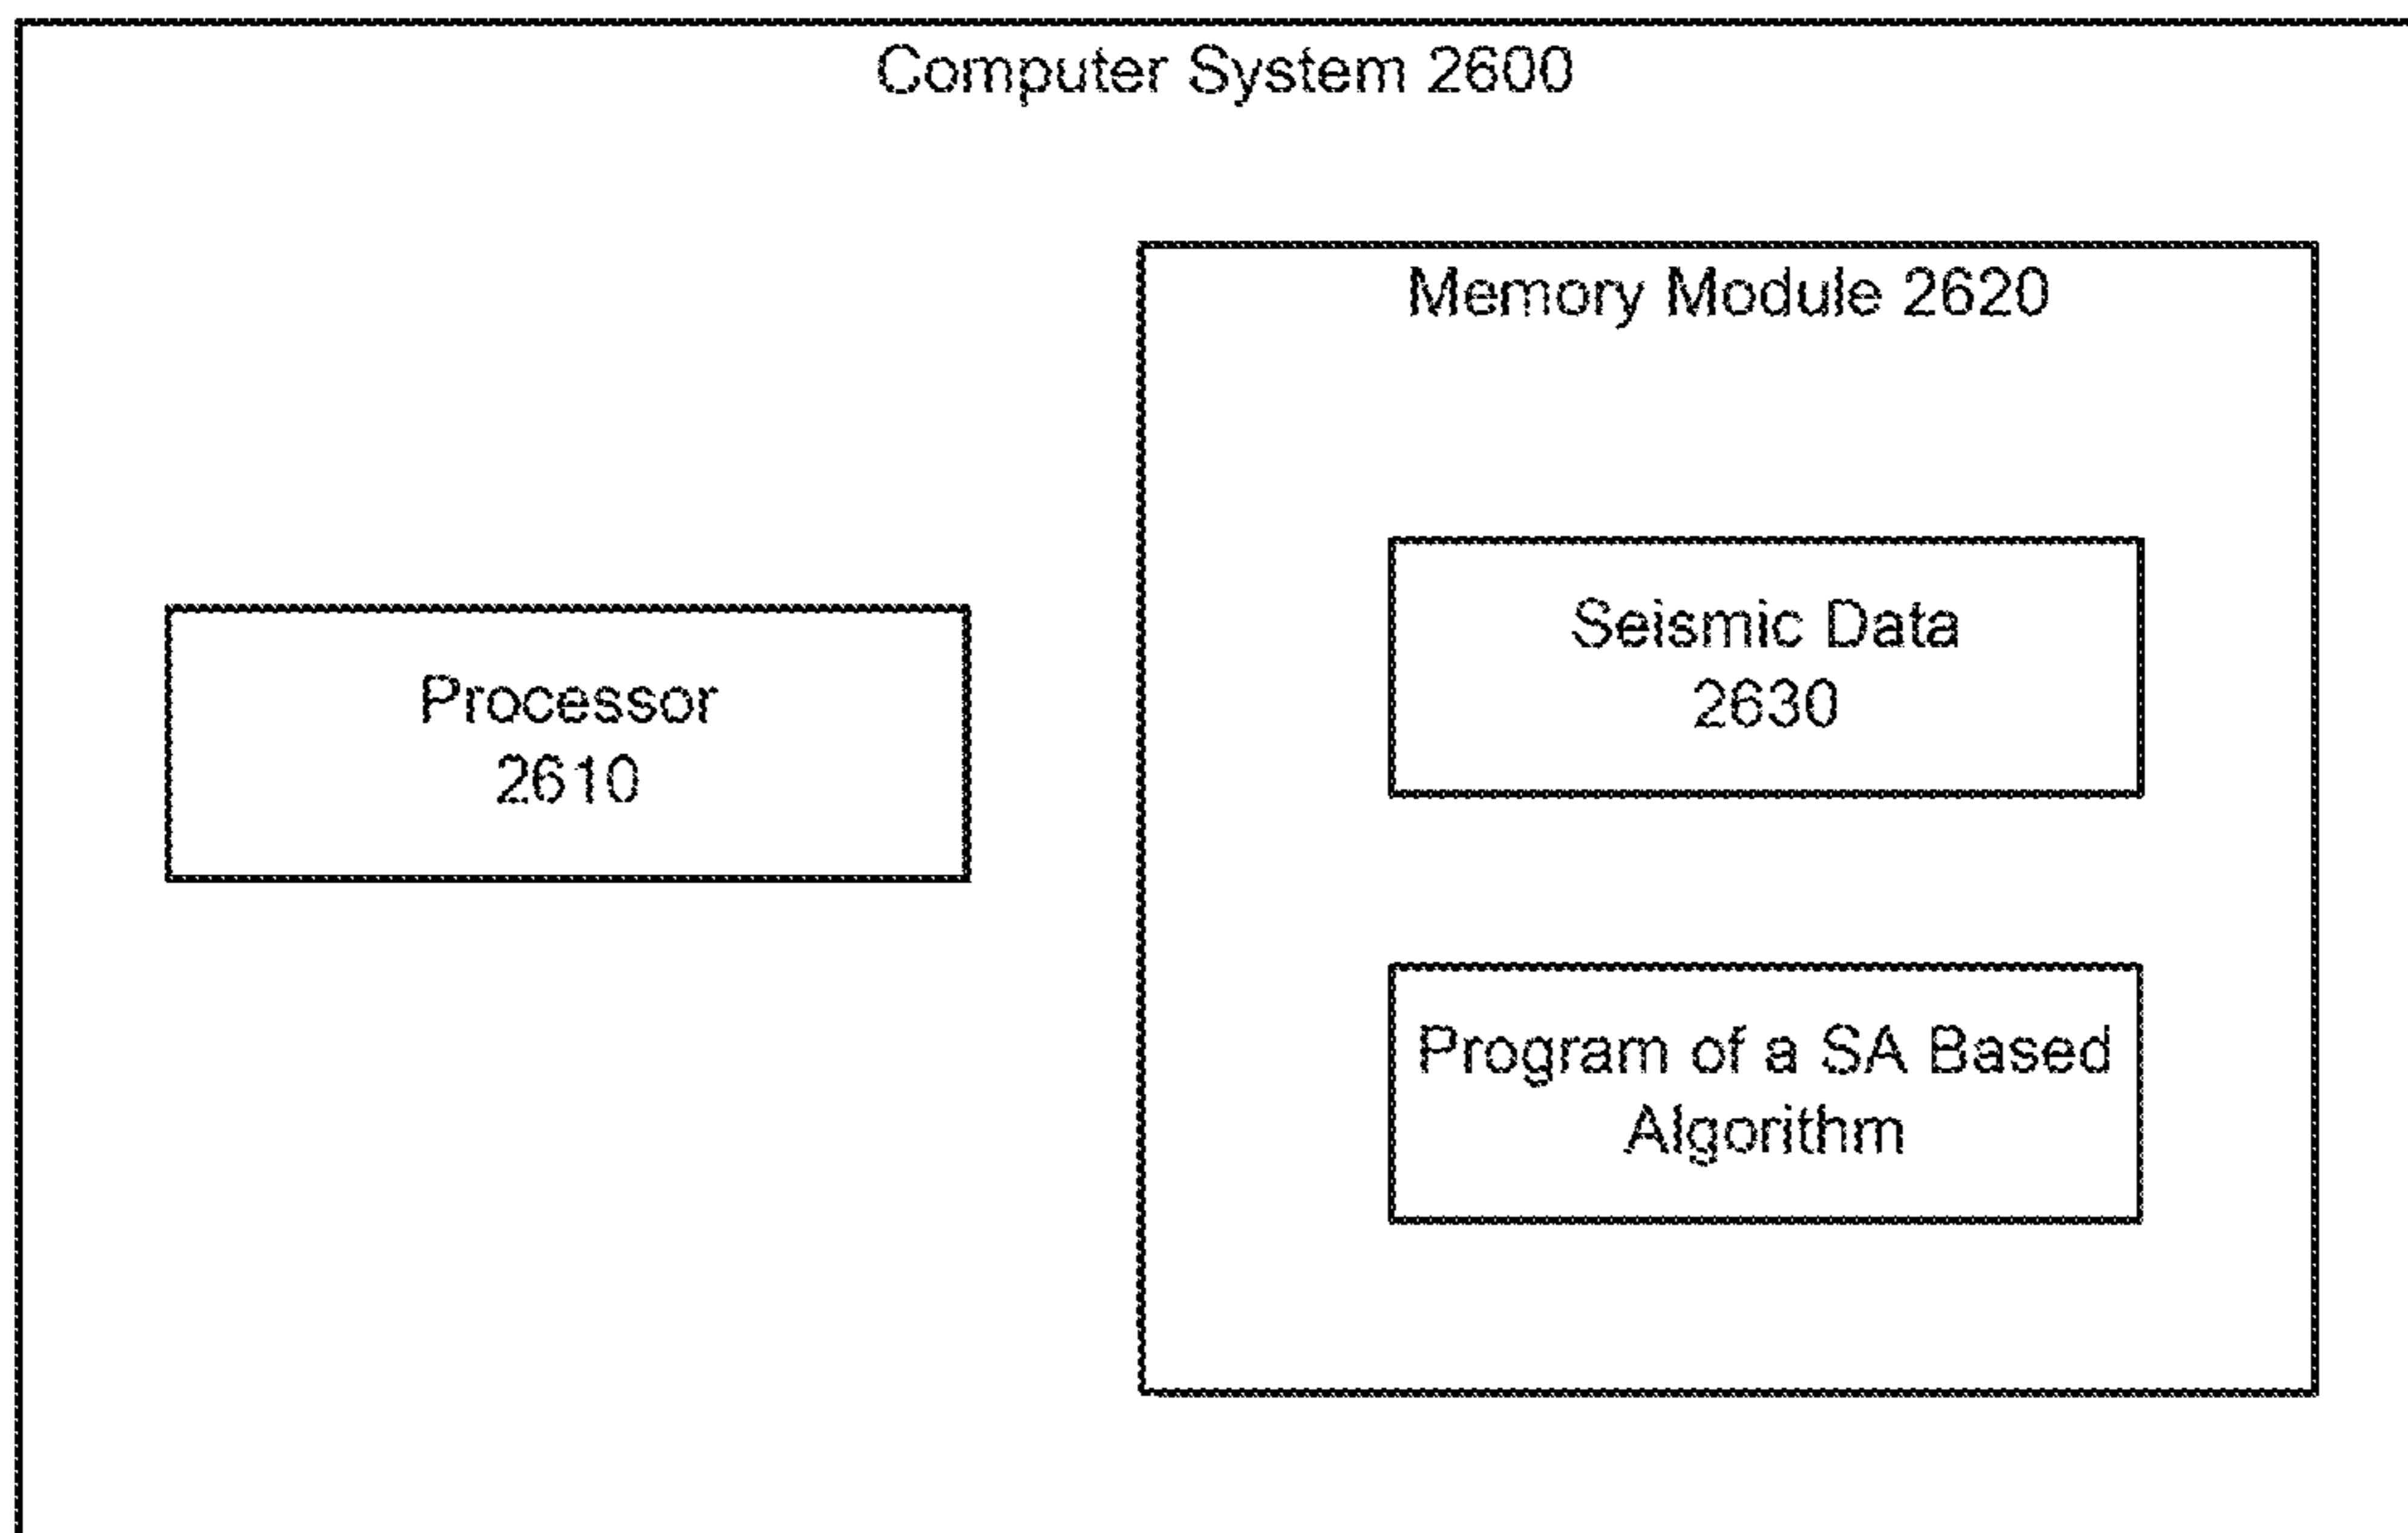 Computer System 2600
Memory Module 2620
Seismic Data
2630
Processor
2610
Program of a SA Based
Algorithm